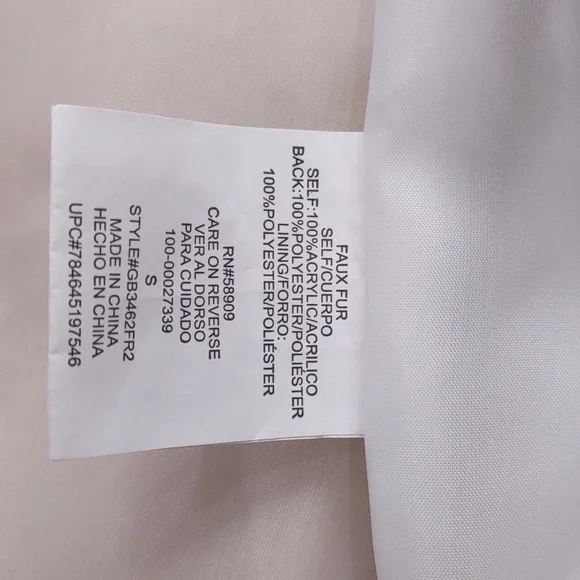 FAUX FUR
SELF/CUERPO
SELF:100%ACRYLIC/ACRILICO
BACK:100%POLYESTER/POLIÉSTER
LINING/FORRO:
100%POLYESTER/POLIÉSTER
RN#58909
CARE ON REVERSE
VER AL DORSO
PARA CUIDADO
100-00027339
S
STYLE#GB3462FR2
MADE IN CHINA
HECHO EN CHINA
UPC#784645197546